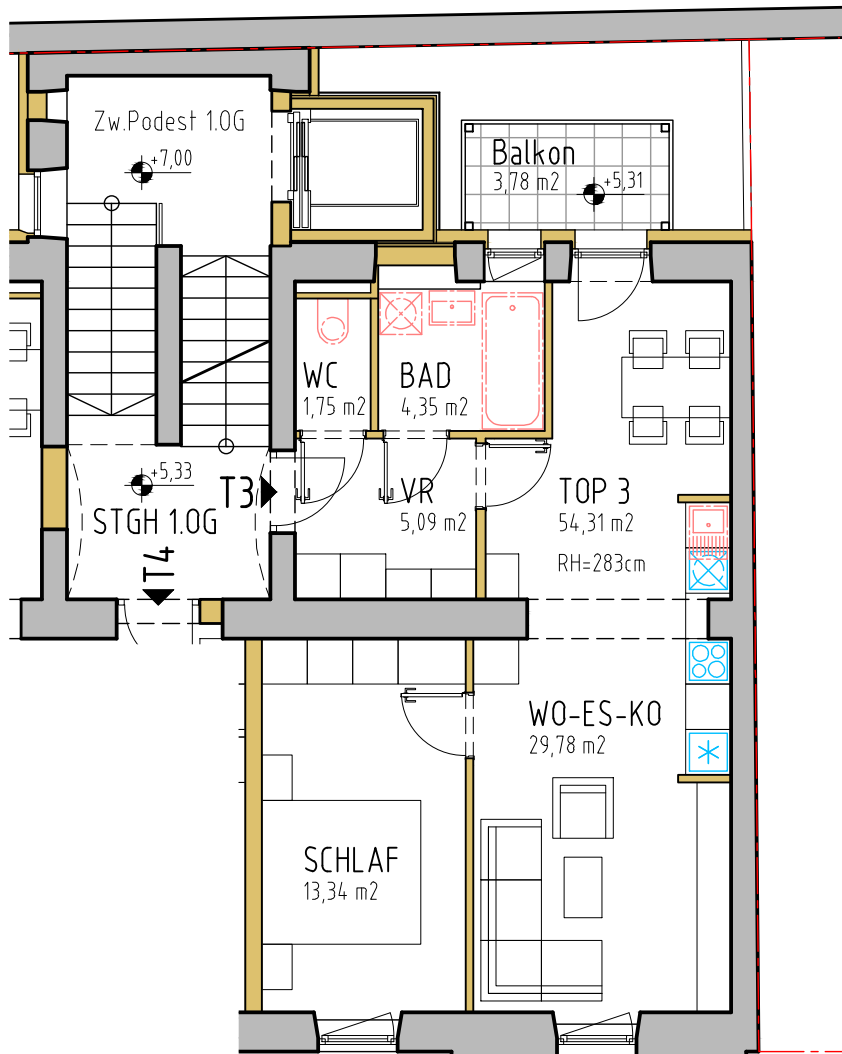 Zw.Podest 1.OG
+7,00
Balkon
3,78 m2
+5,31
WC
1,75 m2
BAD
4,35 m2
+5,33
T3
VR
5,09 m2
TOP 3
54,31 m2
RH=283cm
STGH 1.OG
T4
WO-ES-KO
29,78 m2
SCHLAF
13,34 m2